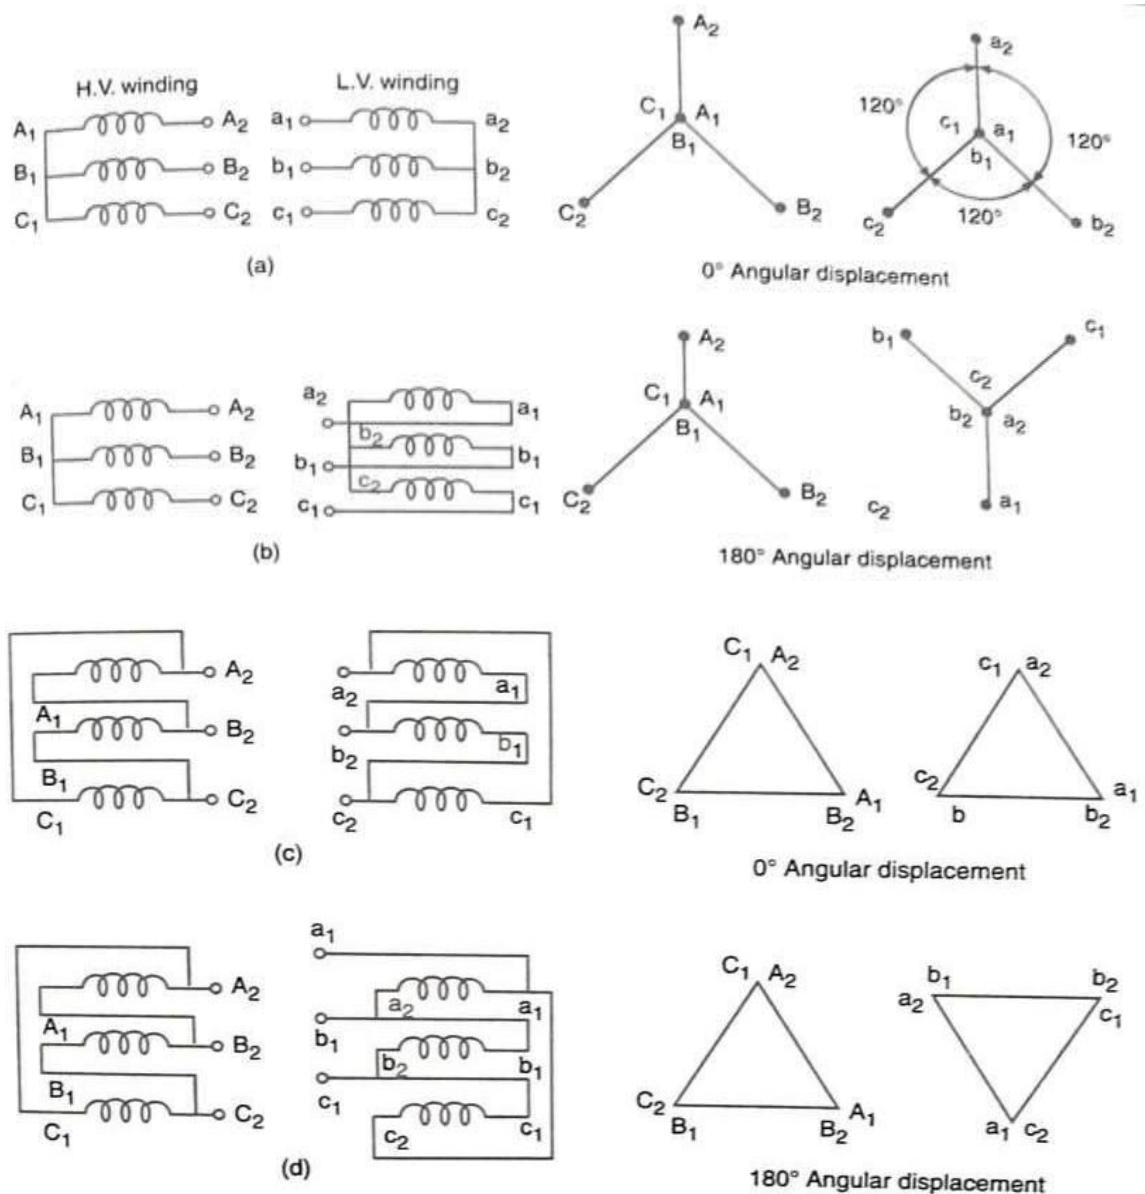 H.V. winding
L.V. winding
A1 A2 a1 a2
B1 B2 b1 b2
C1 C2 c1 c2
(a)
A2
C1 A1
B1
C2 B2
a2
120°
c1 a1
b1
120°
120°
c2 b2
0° Angular displacement
A1 A2
B1 B2
C1 C2
a2 a1
b2
b1 b1
c2
c1 c1
(b)
A2
C1 A1
B1
C2 B2
b1 c1
c2
b2 a2
c2 a1
180° Angular displacement
A2
A1 B2
B1
C1 C2
a2 a1
b2 b1
c2 c1
(c)
C1 A2
C2 A1
B1 B2
c1 a2
c2 a1
b b2
0° Angular displacement
A2
A1 B2
B1
C1 C2
a1
a2 a1
b1
b2 b1
c1
c2 c1
(d)
C1 A2
C2 A1
B1 B2
b1 b2
a2 c1
a1 c2
180° Angular displacement